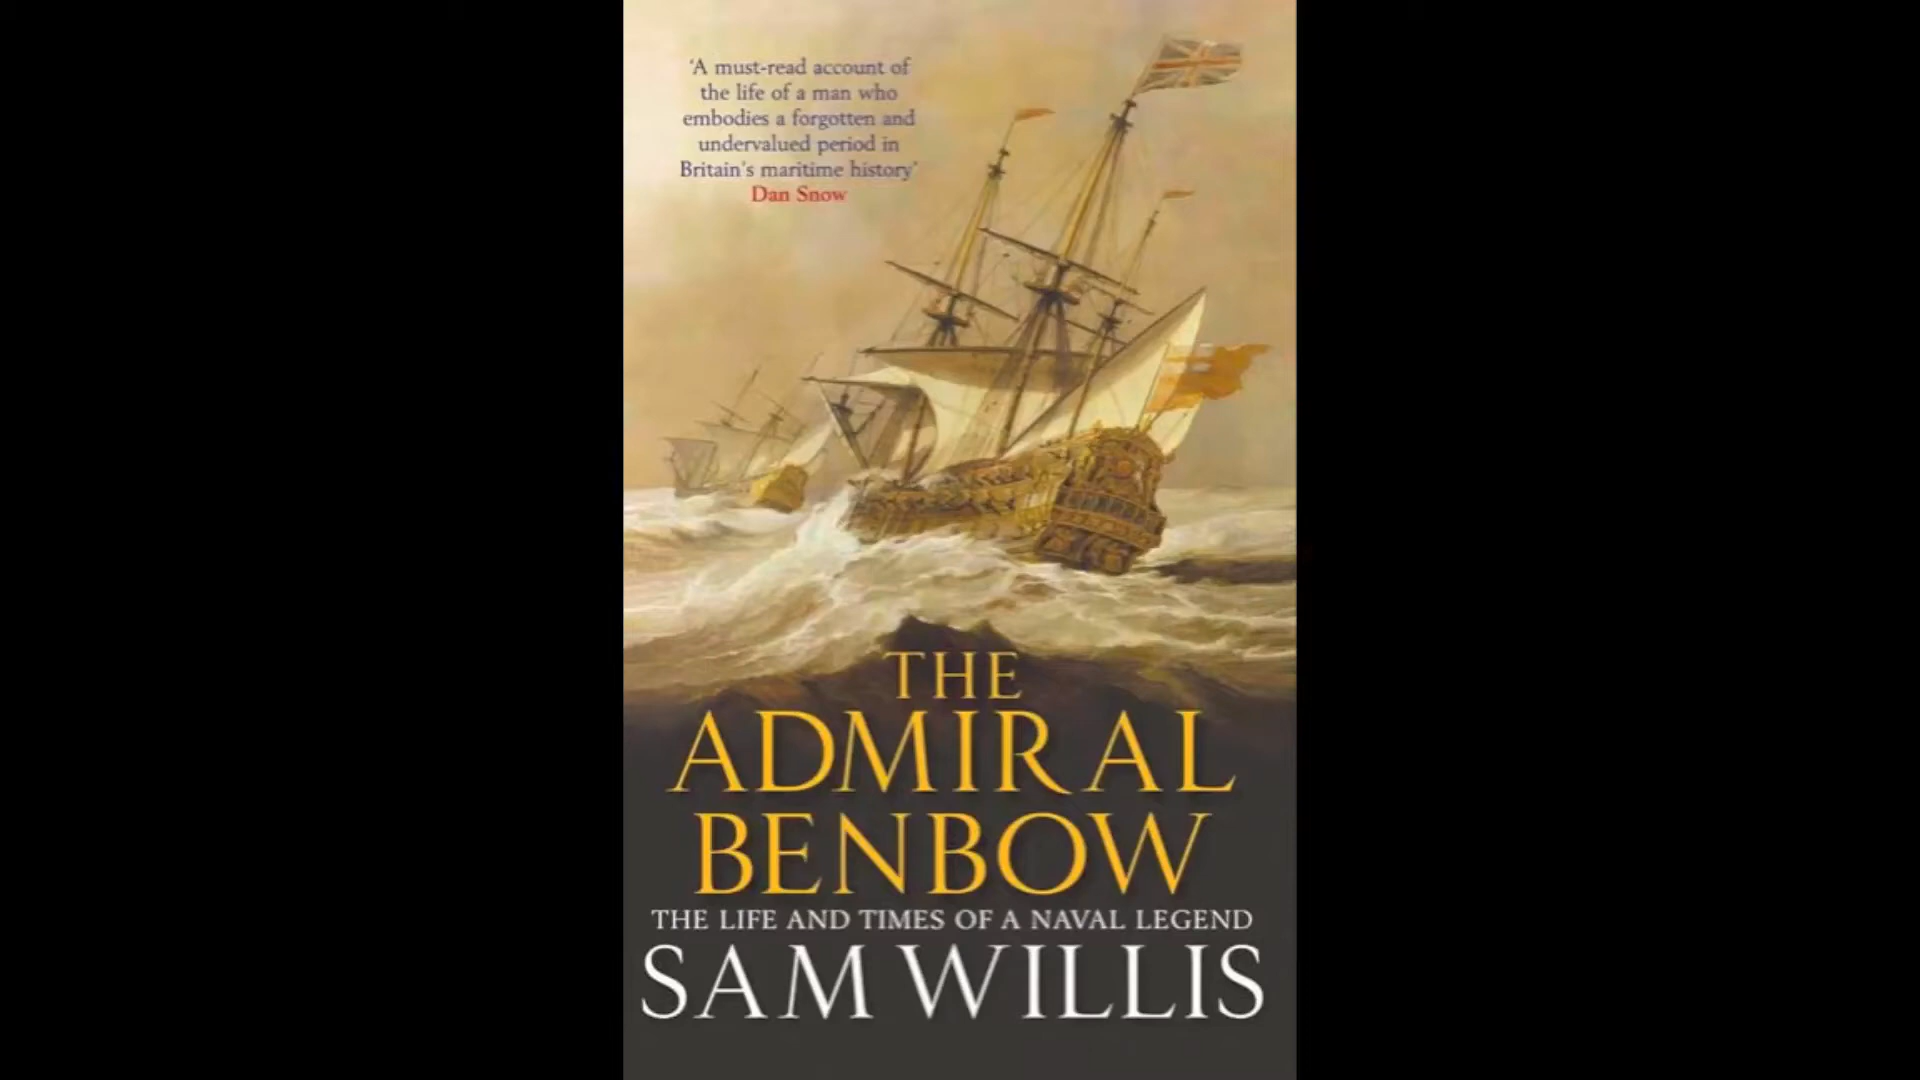 ‘A must-read account of
the life of a man who
embodies a forgotten and
undervalued period in
Britain's maritime history’
Dan Snow
THE
ADMIRAL
BENBOW
THE LIFE AND TIMES OF A NAVAL LEGEND
SAM WILLIS